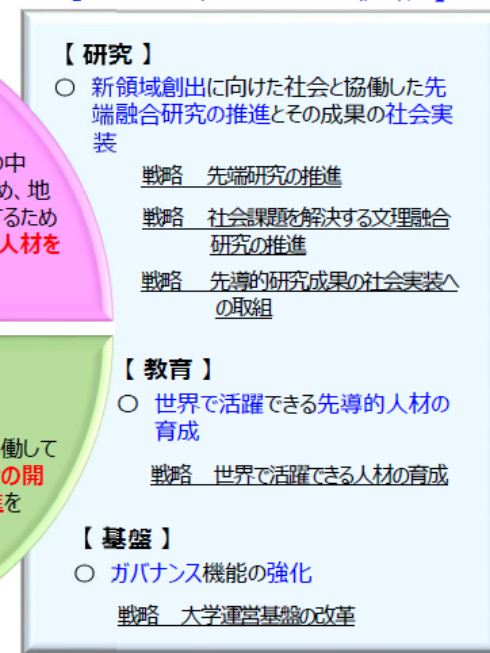 【 研究 】
○ 新領域創出に向けた社会と協働した先
端融合研究の推進とその成果の社会実
装
戦略 先端研究の推進
戦略 社会課題を解決する文理融合
研究の推進
戦略 先導的研究成果の社会実装へ
の取組
【 教育 】
○ 世界で活躍できる先導的人材の
育成
戦略 世界で活躍できる人材の育成
【 基盤 】
○ ガバナンス機能の強化
戦略 大学運営基盤の改革
の中
め、地
するため
人材を
働して
の開
を